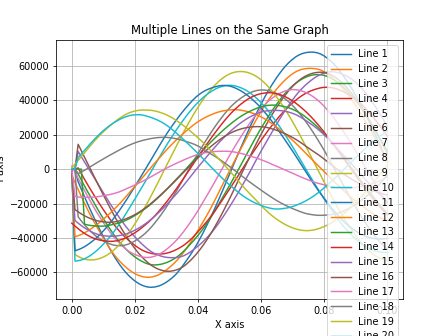 Multiple Lines on the Same Graph
60000
40000
20000
0
−20000
−40000
−60000
0.00
0.02
0.04
0.06
0.08
X axis
Line 1
Line 2
Line 3
Line 4
Line 5
Line 6
Line 7
Line 8
Line 9
Line 10
Line 11
Line 12
Line 13
Line 14
Line 15
Line 16
Line 17
Line 18
Line 19